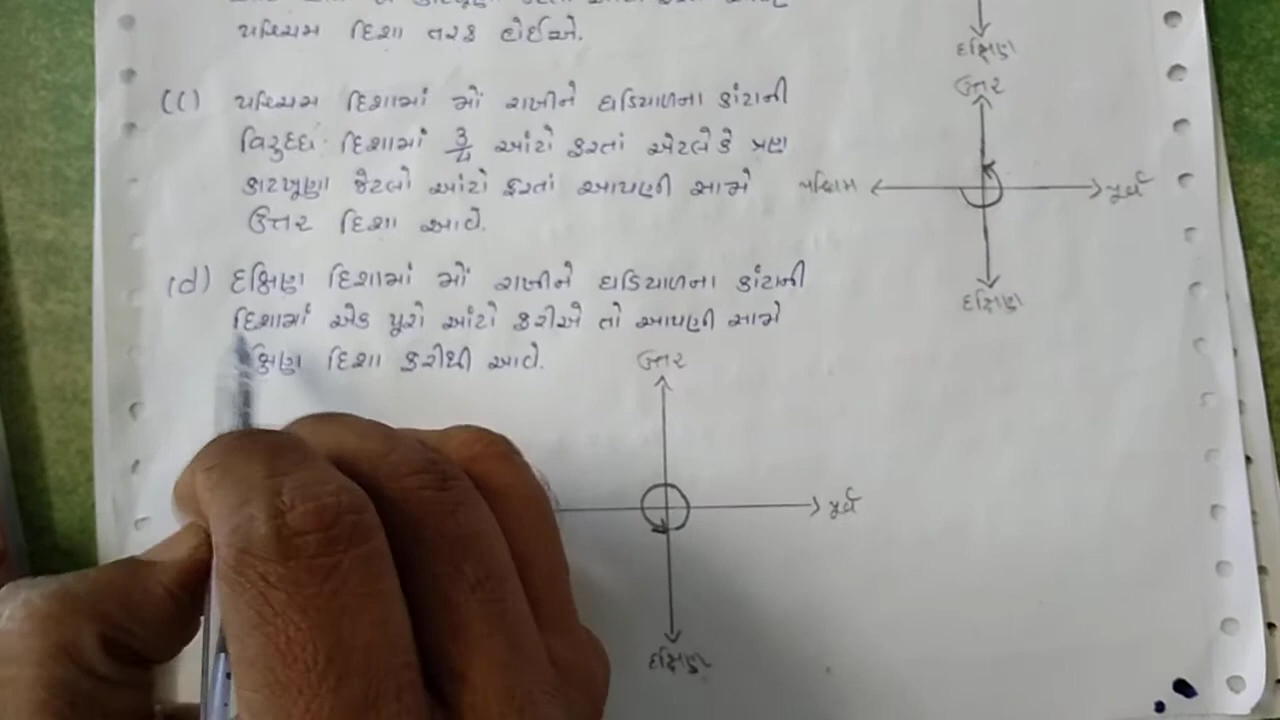 પશ્ચિમ દિશા તરફ હોઈએ.
દક્ષિણ
(c) પશ્ચિમ દિશામાં મોં રાખીને ઘડિયાળના કાંટાની
વિરુદ્ધ દિશામાં 3/4 આંટો ફરતાં એટલેકે ત્રણ
કાટખૂણા જેટલો આંટો ફરતાં આપણી સામે
ઉત્તર દિશા આવે.
ઉત્તર
પશ્ચિમ
પૂર્વ
દક્ષિણ
(d) દક્ષિણ દિશામાં મોં રાખીને ઘડિયાળના કાંટાની
દિશામાં એક પૂરો આંટો ફરીએ તો આપણી સામે
ક્ષિણ દિશા ફરીથી આવે.
ઉત્તર
પૂર્વ
દક્ષિણ